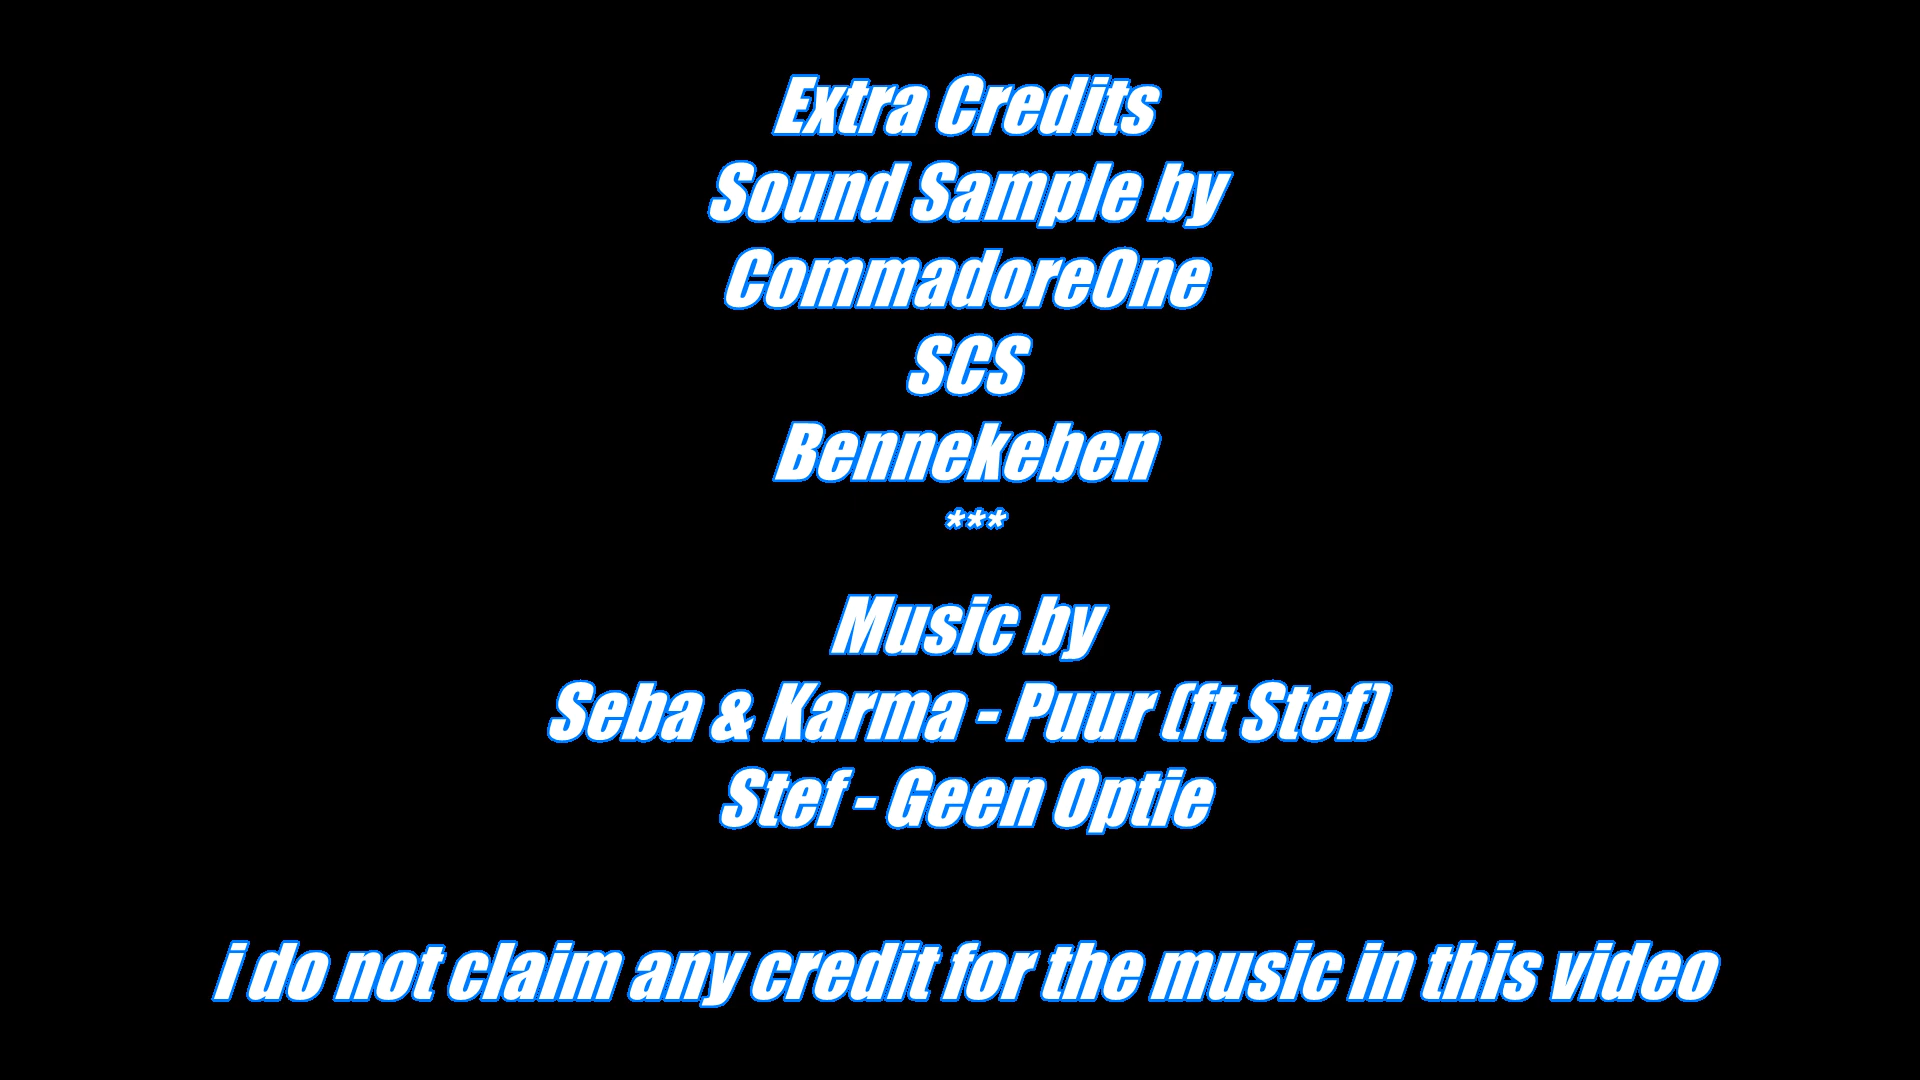 Extra Credits
Sound Sample by
CommadoreOne
SCS
Bennekeben
***
Music by
Seba & Karma - Puur (ft Stef)
Stef - Geen Optie
i do not claim any credit for the music in this video